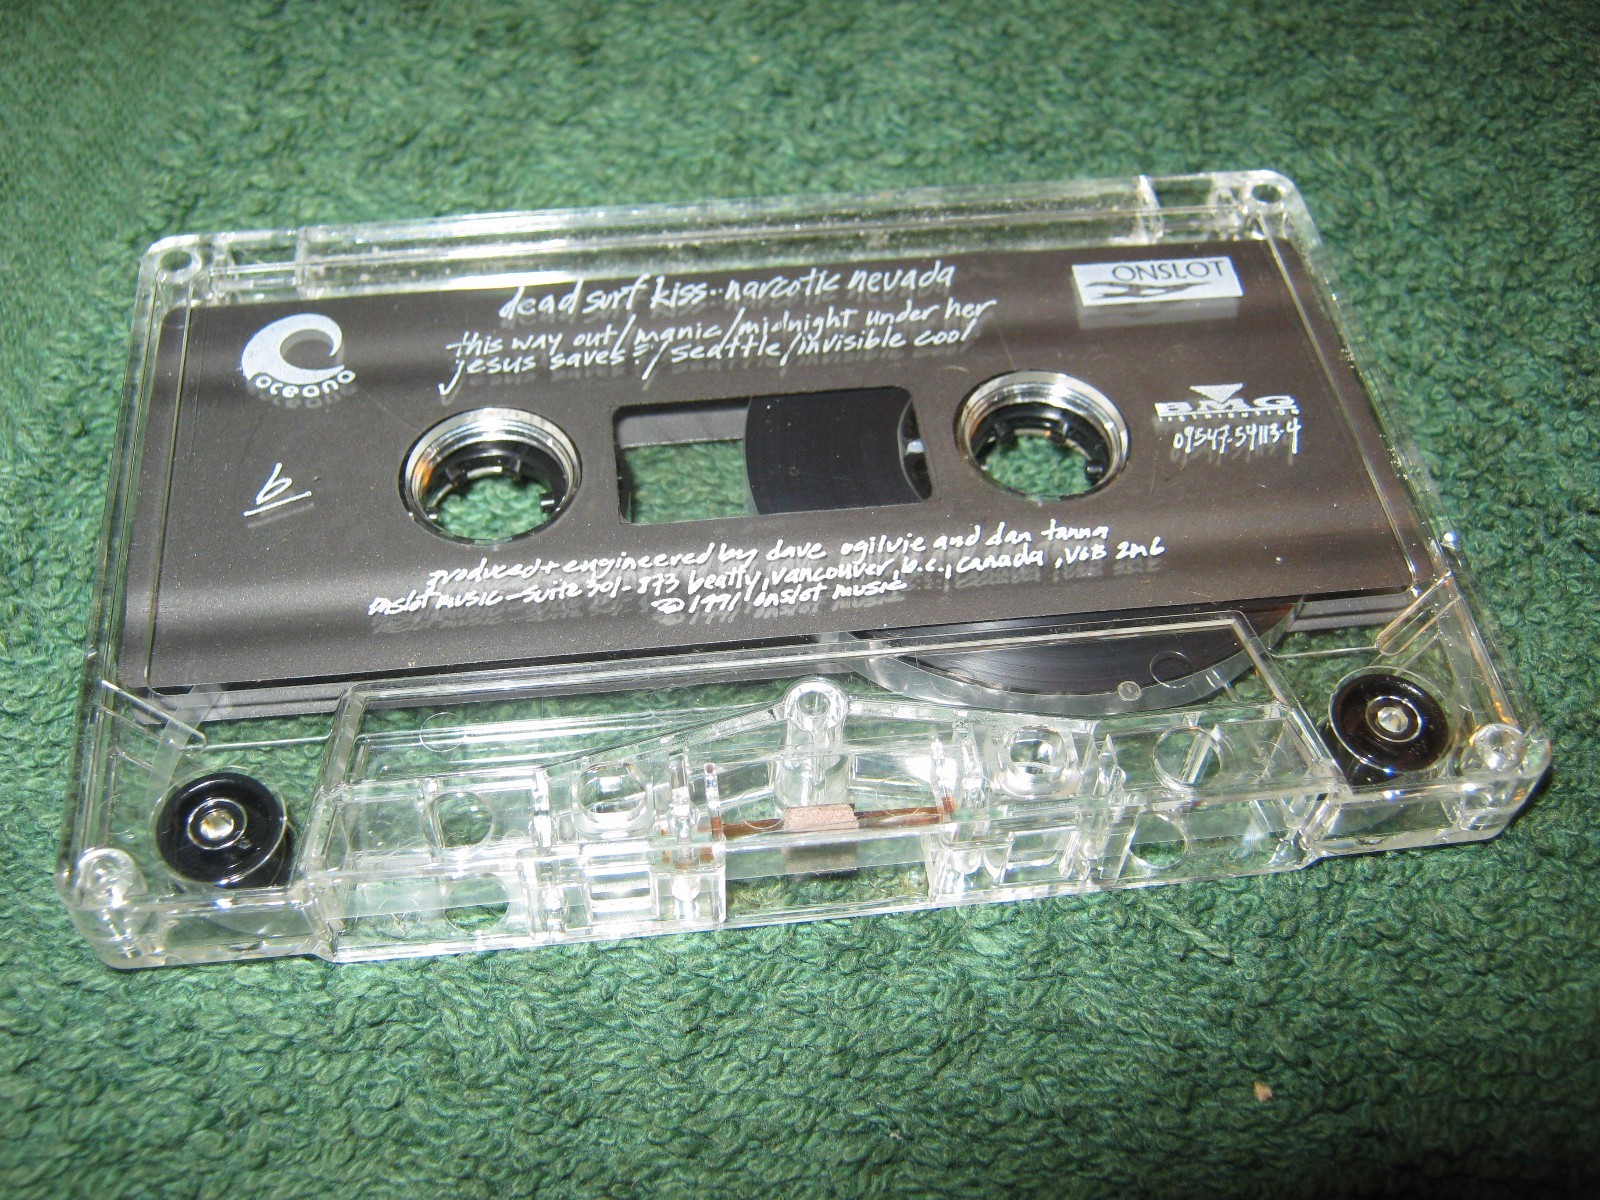 dead surf kiss..narcotic nevada
this way out/manic/midnight under her
jesus saves?/seattle/invisible cool
ONSLOT
oceana
BMG
DISTRIBUTION
09547-54113-4
b
produced + engineered by dave ogilvie and dan tanna
onslot music - suite 301-873 beatty, vancouver, b.c., canada, V6B 2M6
℗ 1991 onslot music